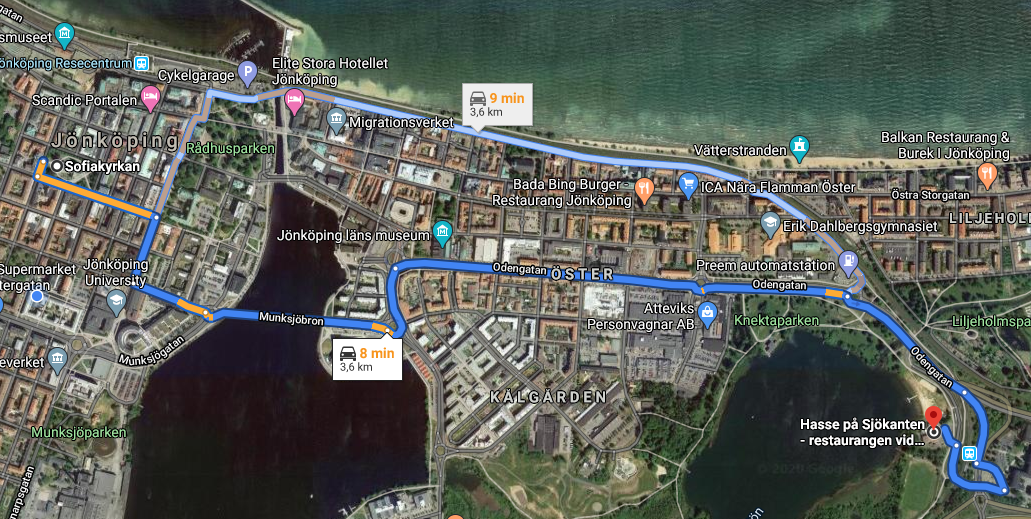 smuseet
Jönköping Resecentrum
Cykelgarage
P
Elite Stora Hotellet
Jönköping
Scandic Portalen
Migrationsverket
9 min
3,6 km
Jönköping
Rådhusparken
Sofiakyrkan
Vätterstranden
Balkan Restaurang &
Burek I Jönköping
Bada Bing Burger -
Restaurang Jönköping
ICA Nära Flamman Öster
Östra Storgatan
LILJEHOL
Erik Dahlbergsgymnasiet
Jönköping läns museum
Preem automatstation
Odengatan
ÖSTER
Odengatan
Supermarket
tergatan
Jönköping
University
Atteviks
Personvagnar AB
Knektaparken
Liljeholmspa
Munksjöbron
Munksjögatan
8 min
3,6 km
everket
Odengatan
KÅLGÅRDEN
Hasse på Sjökanten
- restaurangen vid...
Munksjöparken
© 2020 Google